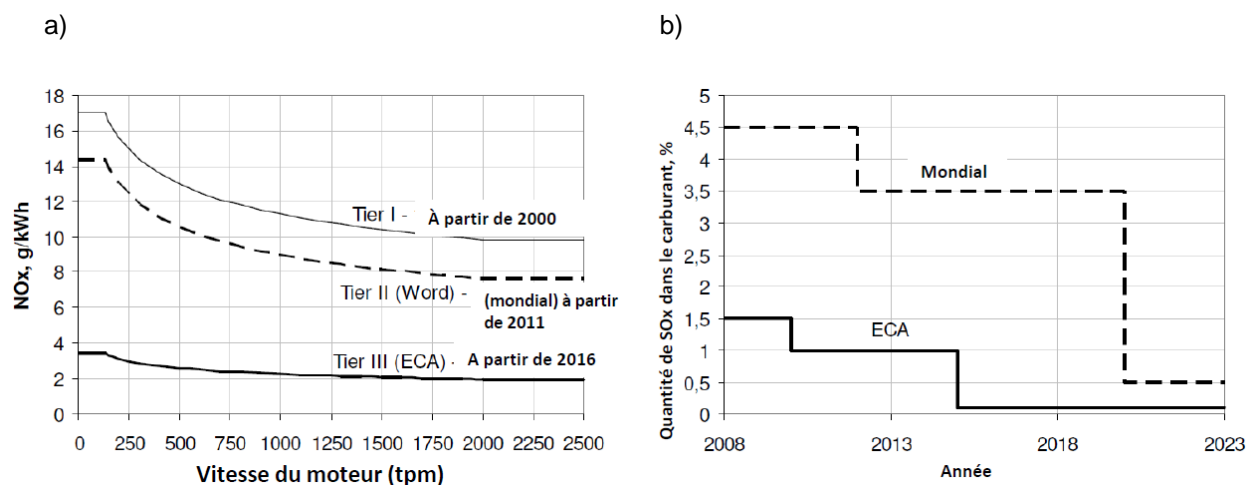 a)
b)
NOx, g/kWh
18
16
14
12
10
8
6
4
2
0
Tier I - À partir de 2000
Tier II (Word) - (mondial) à partir
de 2011
Tier III (ECA) - A partir de 2016
0 250 500 750 1000 1250 1500 1750 2000 2250 2500
Vitesse du moteur (tpm)
Quantité de SOx dans le carburant, %
5
4,5
4
3,5
3
2,5
2
1,5
1
0,5
0
Mondial
ECA
2008 2013 2018 2023
Année